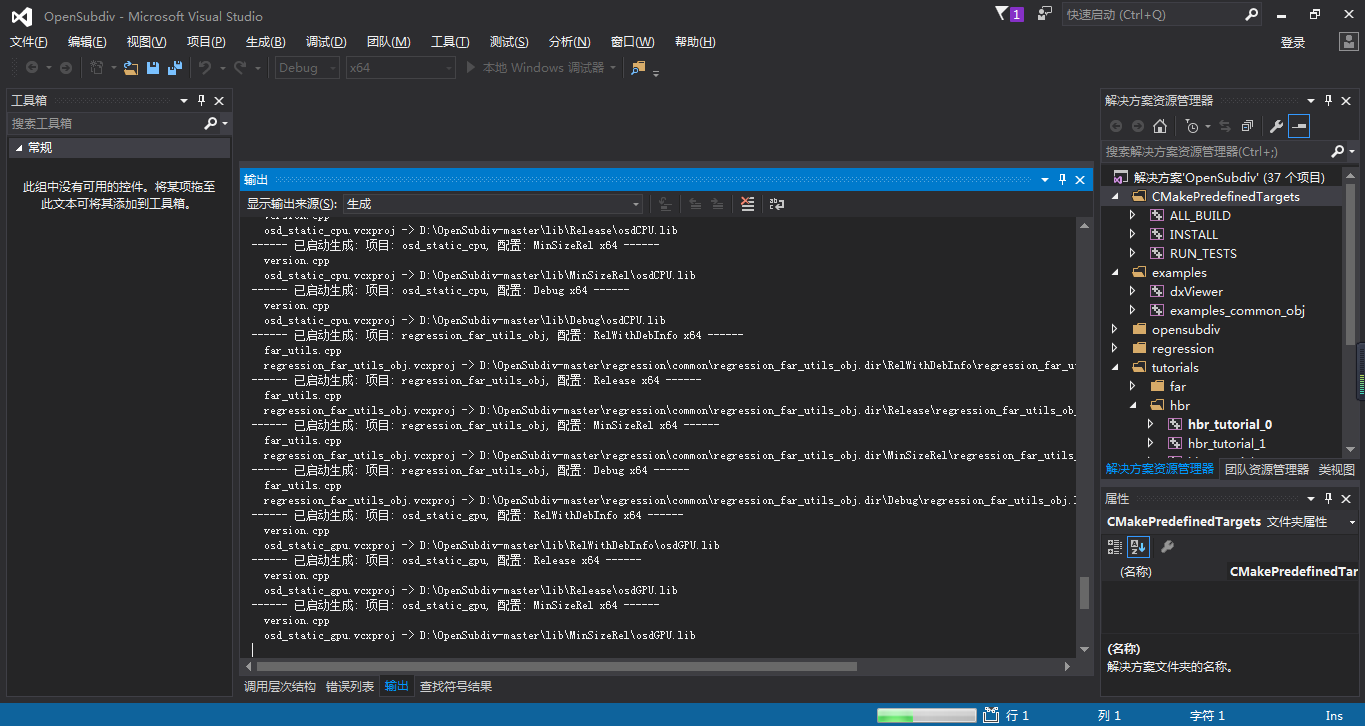 OpenSubdiv - Microsoft Visual Studio
1
快速启动 (Ctrl+Q)
文件(F) 编辑(E) 视图(V) 项目(P) 生成(B) 调试(D) 团队(M) 工具(T) 测试(S) 分析(N) 窗口(W) 帮助(H)
登录
Debug x64 本地 Windows 调试器
工具箱
搜索工具箱
常规
此组中没有可用的控件。将某项拖至
此文本可将其添加到工具箱。
输出
显示输出来源(S): 生成
version.cpp
osd_static_cpu.vcxproj -> D:\OpenSubdiv-master\lib\Release\osdCPU.lib
------ 已启动生成: 项目: osd_static_cpu, 配置: MinSizeRel x64 ------
version.cpp
osd_static_cpu.vcxproj -> D:\OpenSubdiv-master\lib\MinSizeRel\osdCPU.lib
------ 已启动生成: 项目: osd_static_cpu, 配置: Debug x64 ------
version.cpp
osd_static_cpu.vcxproj -> D:\OpenSubdiv-master\lib\Debug\osdCPU.lib
------ 已启动生成: 项目: regression_far_utils_obj, 配置: RelWithDebInfo x64 ------
far_utils.cpp
regression_far_utils_obj.vcxproj -> D:\OpenSubdiv-master\regression\common\regression_far_utils_obj.dir\RelWithDebInfo\regression_far_u
------ 已启动生成: 项目: regression_far_utils_obj, 配置: Release x64 ------
far_utils.cpp
regression_far_utils_obj.vcxproj -> D:\OpenSubdiv-master\regression\common\regression_far_utils_obj.dir\Release\regression_far_utils_obj
------ 已启动生成: 项目: regression_far_utils_obj, 配置: MinSizeRel x64 ------
far_utils.cpp
regression_far_utils_obj.vcxproj -> D:\OpenSubdiv-master\regression\common\regression_far_utils_obj.dir\MinSizeRel\regression_far_utils_
------ 已启动生成: 项目: regression_far_utils_obj, 配置: Debug x64 ------
far_utils.cpp
regression_far_utils_obj.vcxproj -> D:\OpenSubdiv-master\regression\common\regression_far_utils_obj.dir\Debug\regression_far_utils_obj.
------ 已启动生成: 项目: osd_static_gpu, 配置: RelWithDebInfo x64 ------
version.cpp
osd_static_gpu.vcxproj -> D:\OpenSubdiv-master\lib\RelWithDebInfo\osdGPU.lib
------ 已启动生成: 项目: osd_static_gpu, 配置: Release x64 ------
version.cpp
osd_static_gpu.vcxproj -> D:\OpenSubdiv-master\lib\Release\osdGPU.lib
------ 已启动生成: 项目: osd_static_gpu, 配置: MinSizeRel x64 ------
version.cpp
osd_static_gpu.vcxproj -> D:\OpenSubdiv-master\lib\MinSizeRel\osdGPU.lib
调用层次结构 错误列表 输出 查找符号结果
解决方案资源管理器
搜索解决方案资源管理器(Ctrl+;)
解决方案'OpenSubdiv' (37 个项目)
CMakePredefinedTargets
ALL_BUILD
INSTALL
RUN_TESTS
examples
dxViewer
examples_common_obj
opensubdiv
regression
tutorials
far
hbr
hbr_tutorial_0
hbr_tutorial_1
解决方案资源管理器 团队资源管理器 类视图
属性
CMakePredefinedTargets 文件夹属性
(名称) CMakePredefinedTar
(名称)
解决方案文件夹的名称。
行 1 列 1 字符 1 Ins